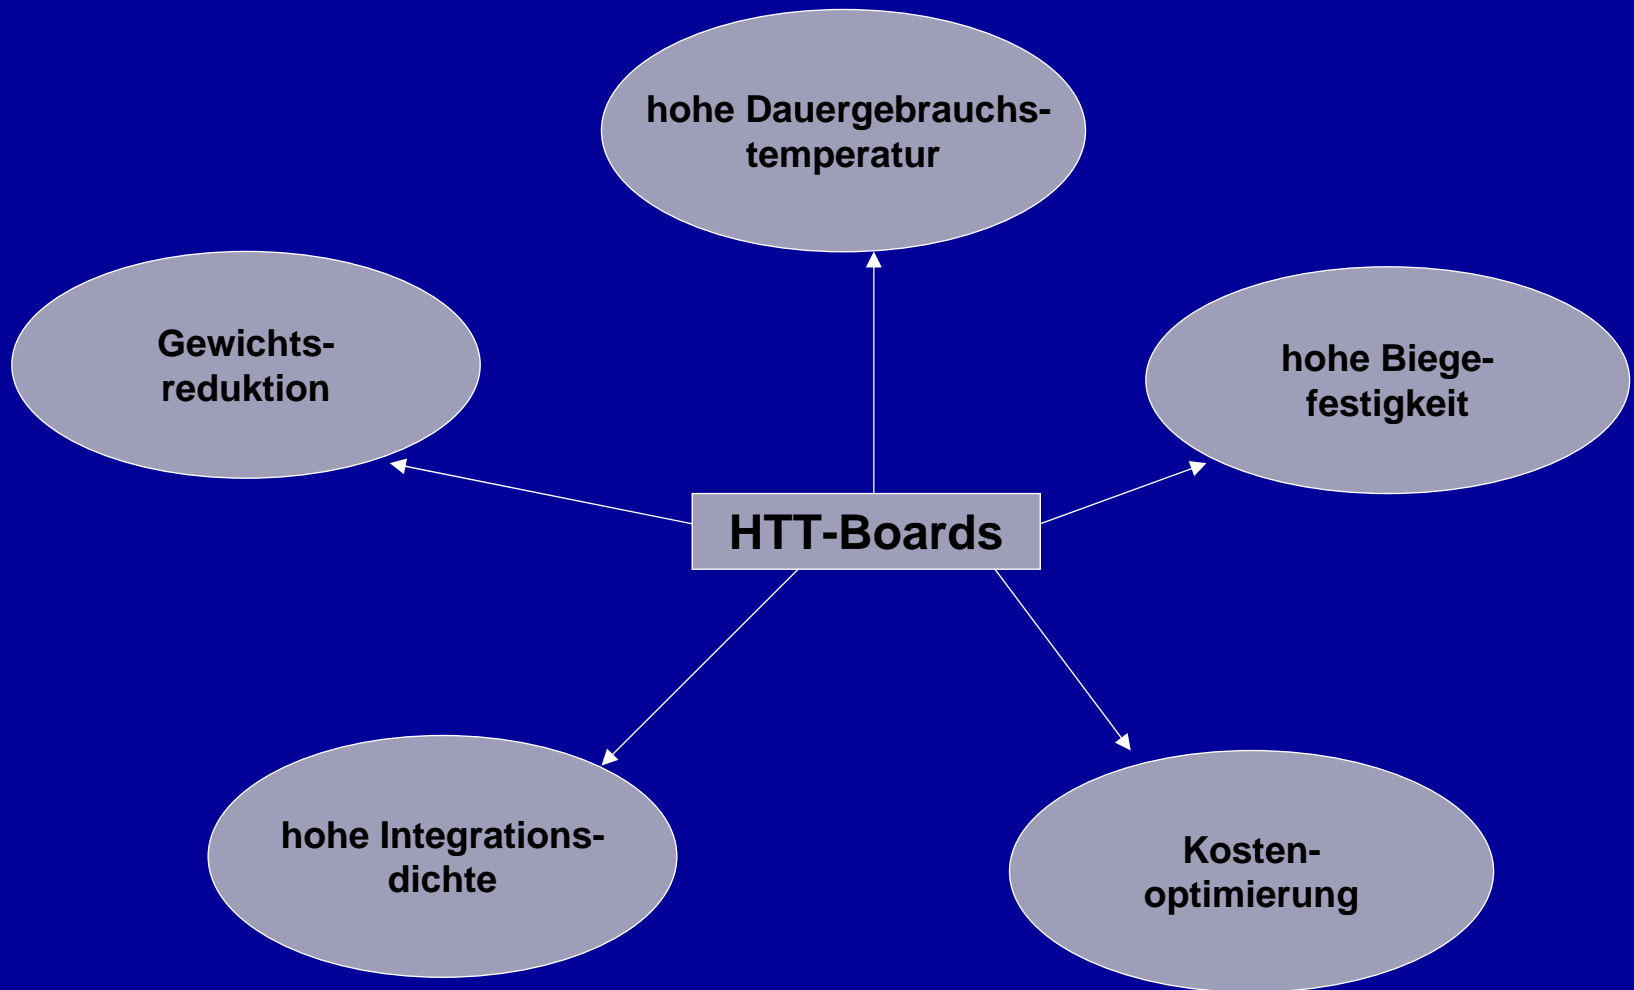 hohe Dauergebrauchs-
temperatur
Gewichts-
reduktion
hohe Biege-
festigkeit
HTT-Boards
hohe Integrations-
dichte
Kosten-
optimierung